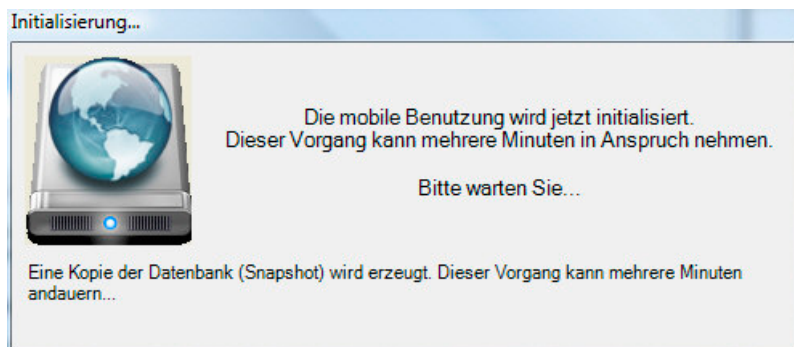 Initialisierung...
Die mobile Benutzung wird jetzt initialisiert.
Dieser Vorgang kann mehrere Minuten in Anspruch nehmen.
Bitte warten Sie...
Eine Kopie der Datenbank (Snapshot) wird erzeugt. Dieser Vorgang kann mehrere Minuten
andauern...